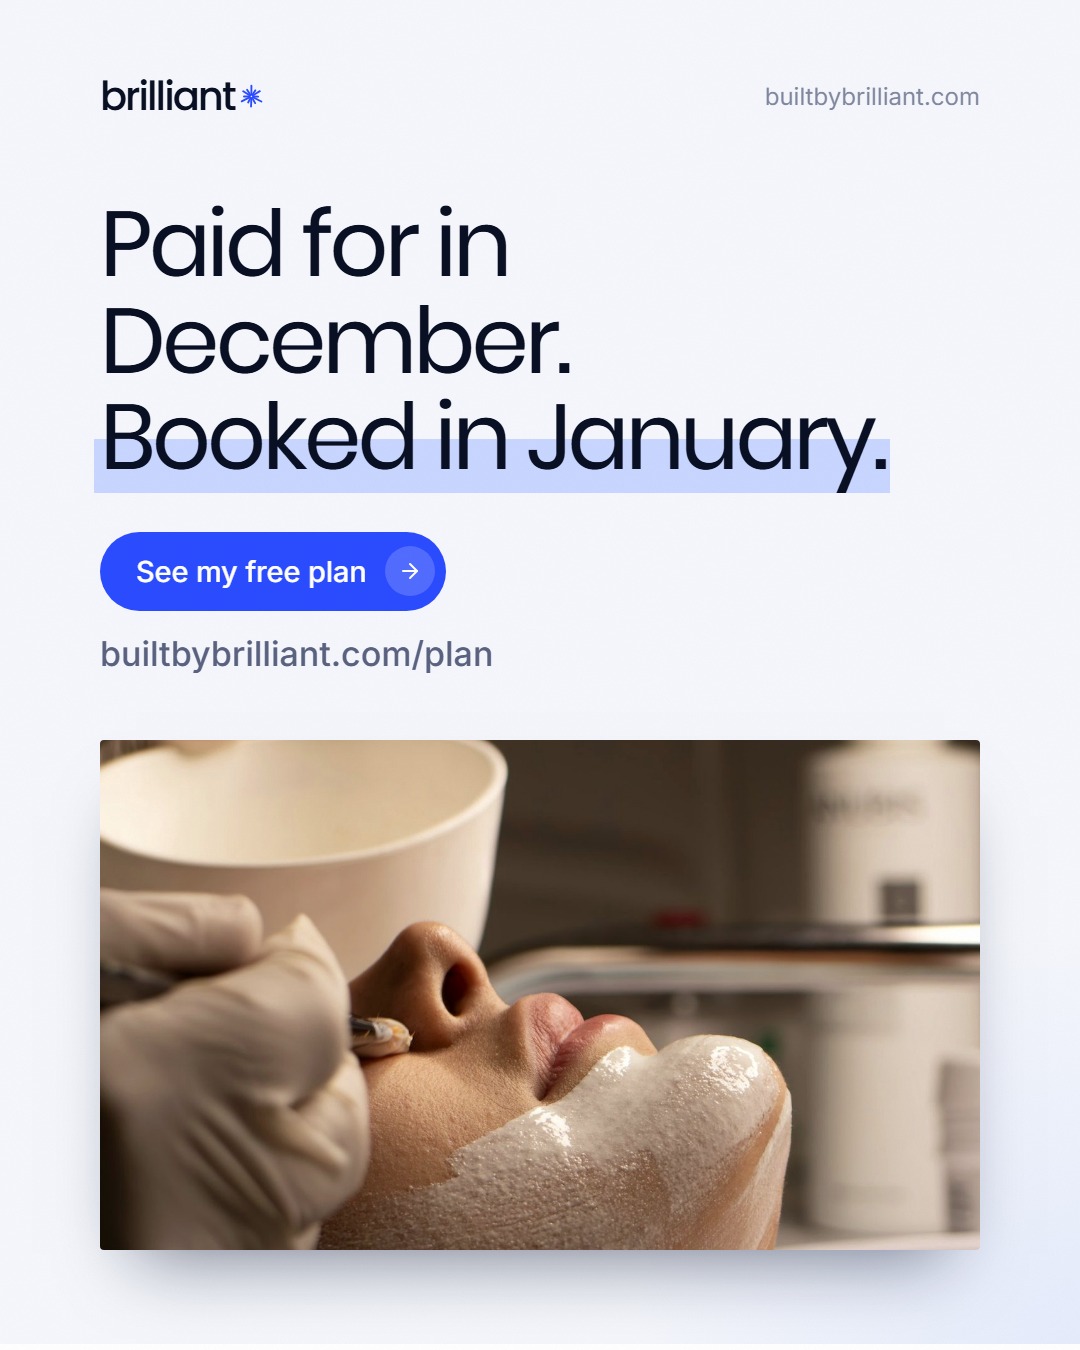 brilliant
builtbybrilliant.com
Paid for in
December.
Booked in January.
See my free plan
builtbybrilliant.com/plan